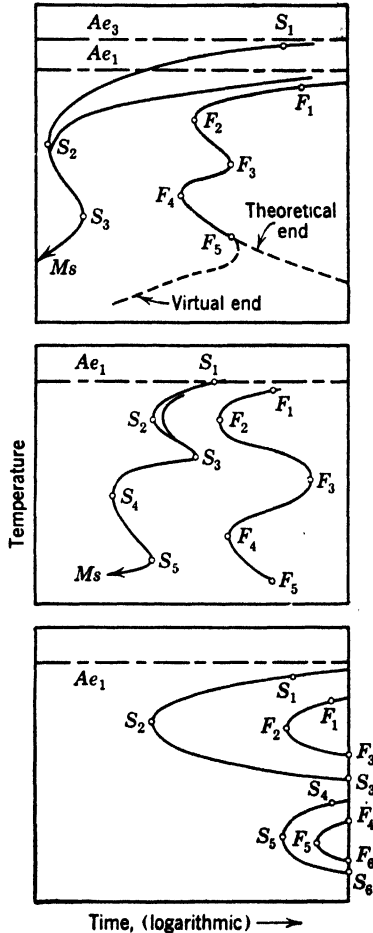 Ae3
S1
Ae1
F1
S2
F2
F3
S3
F4
Theoretical
end
F5
Ms
Virtual end
Ae1
S1
F1
S2
F2
S3
F3
S4
F4
S5
Ms
F5
Temperature
Ae1
S1
F1
S2
F2
F3
S3
S4
F4
S5
F5
F6
S6
Time, (logarithmic)